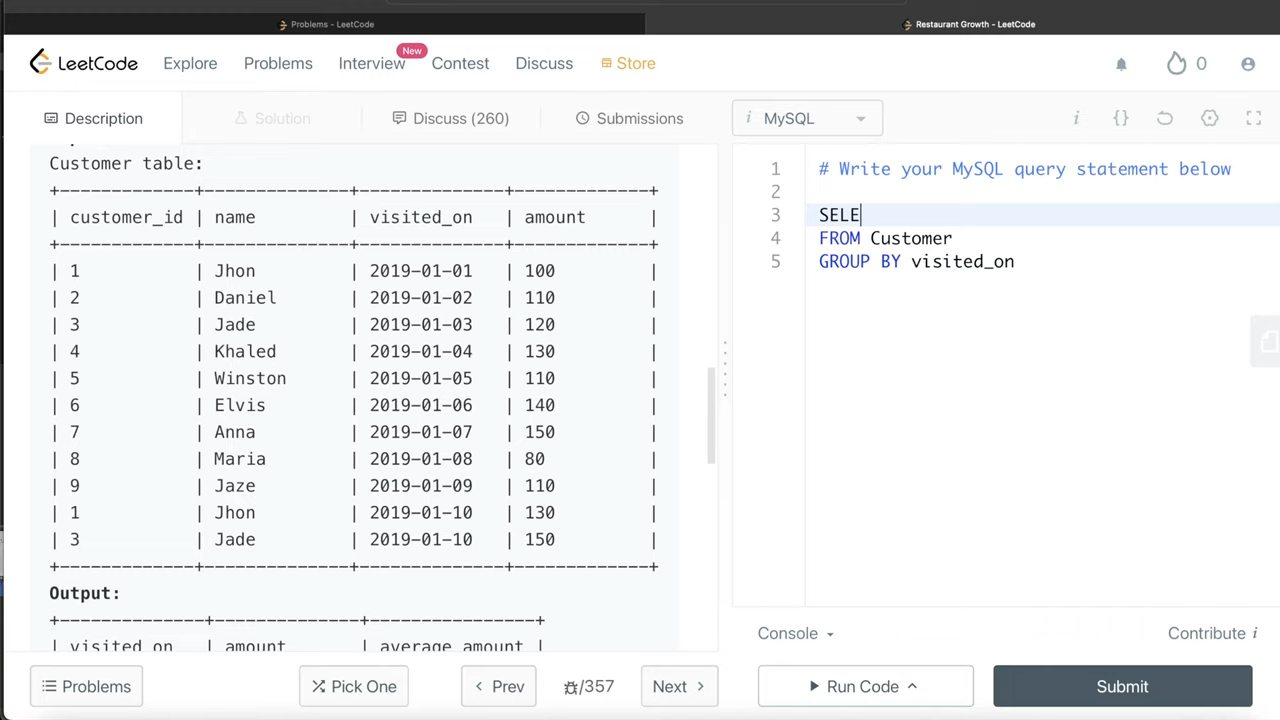 Problems - LeetCode
Restaurant Growth - LeetCode
LeetCode
Explore
Problems
Interview
New
Contest
Discuss
Store
0
Description
Solution
Discuss (260)
Submissions
i MySQL
i {}
Customer table:
+--------------+--------------+--------------+-------------+
| customer_id | name | visited_on | amount |
+--------------+--------------+--------------+-------------+
| 1 | Jhon | 2019-01-01 | 100 |
| 2 | Daniel | 2019-01-02 | 110 |
| 3 | Jade | 2019-01-03 | 120 |
| 4 | Khaled | 2019-01-04 | 130 |
| 5 | Winston | 2019-01-05 | 110 |
| 6 | Elvis | 2019-01-06 | 140 |
| 7 | Anna | 2019-01-07 | 150 |
| 8 | Maria | 2019-01-08 | 80 |
| 9 | Jaze | 2019-01-09 | 110 |
| 1 | Jhon | 2019-01-10 | 130 |
| 3 | Jade | 2019-01-10 | 150 |
+--------------+--------------+--------------+-------------+
Output:
+--------------+--------------+----------------+
| visited_on | amount | average_amount |
1 # Write your MySQL query statement below
2
3 SELE
4 FROM Customer
5 GROUP BY visited_on
Console
Contribute i
Problems
Pick One
< Prev
/357
Next >
Run Code
Submit